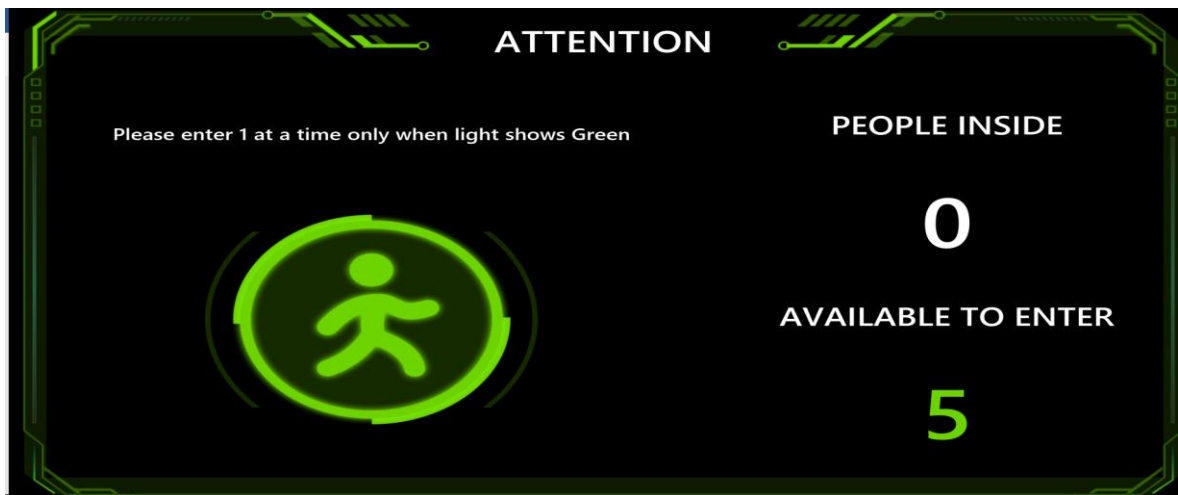 ATTENTION
Please enter 1 at a time only when light shows Green
PEOPLE INSIDE
0
AVAILABLE TO ENTER
5